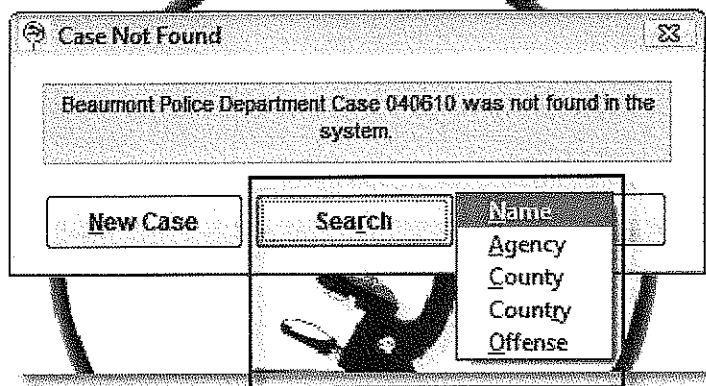 Case Not Found
Beaumont Police Department Case 040610 was not found in the
system.
New Case
Search
Name
Agency
County
Country
Offense